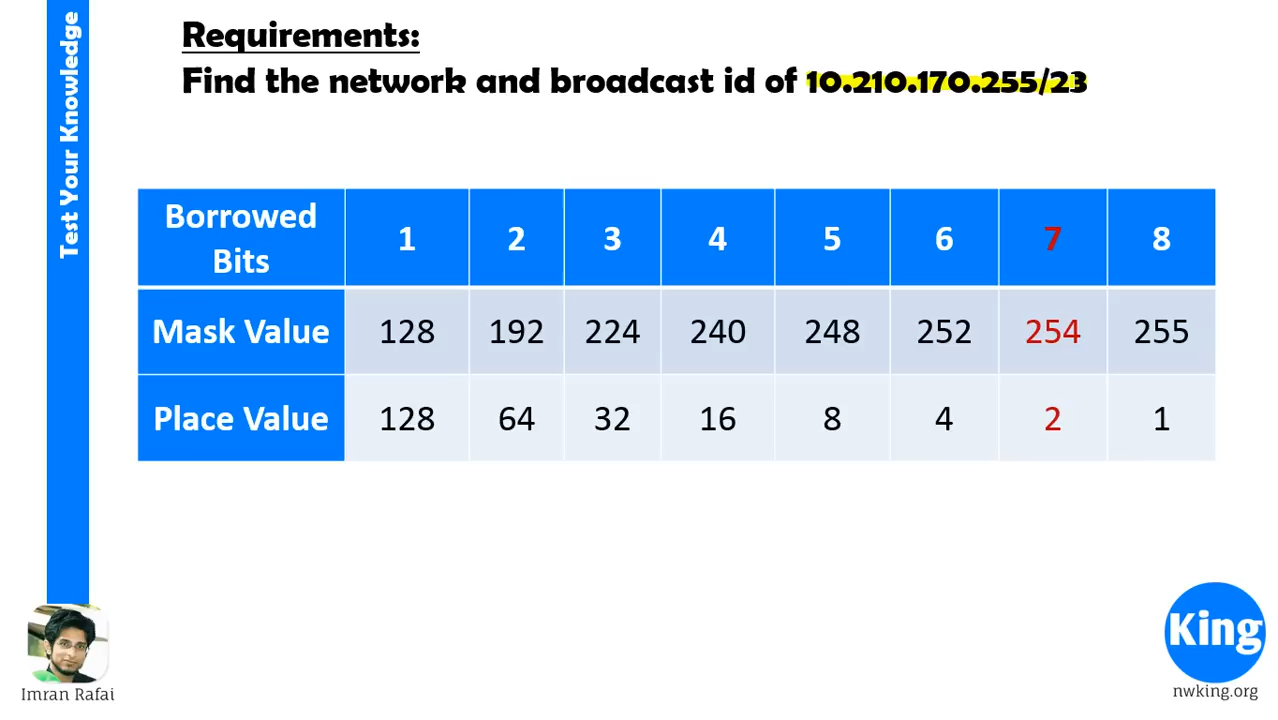 Test Your Knowledge
Requirements:
Find the network and broadcast id of 10.210.170.255/23
Borrowed Bits 1 2 3 4 5 6 7 8
Mask Value 128 192 224 240 248 252 254 255
Place Value 128 64 32 16 8 4 2 1
Imran Rafai
King
nwking.org